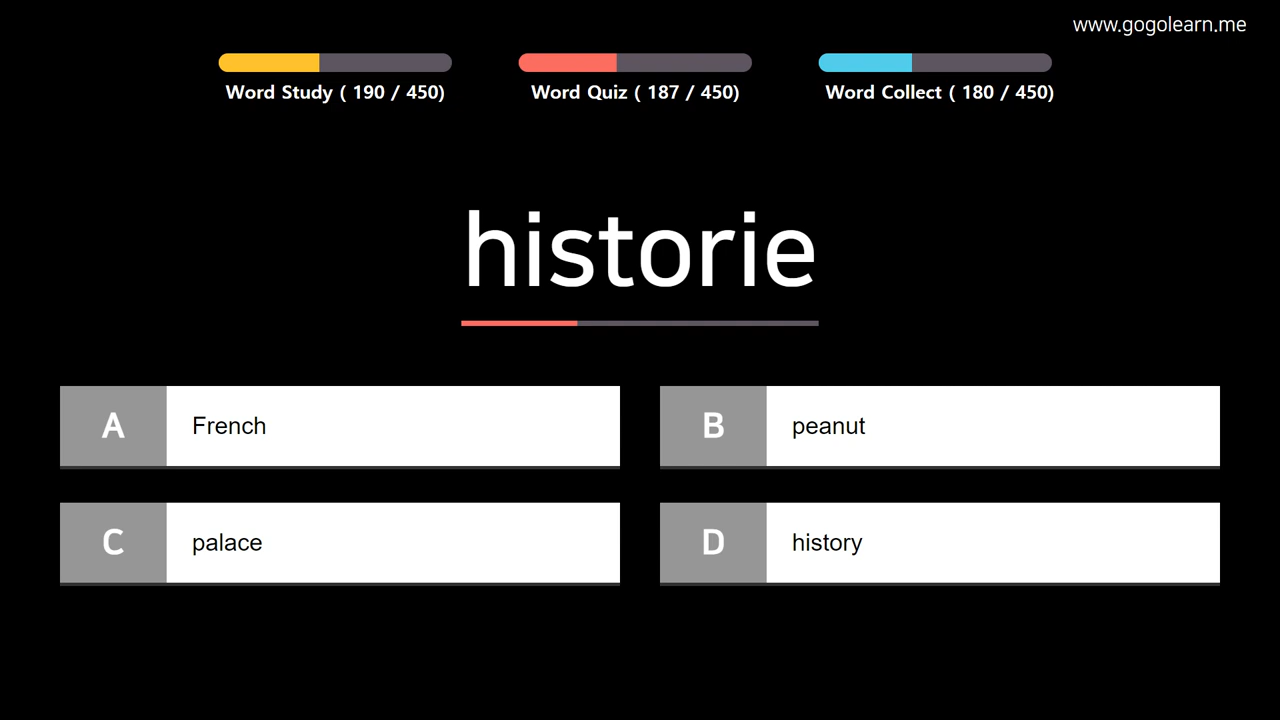 www.gogolearn.me
Word Study ( 190 / 450)
Word Quiz ( 187 / 450)
Word Collect ( 180 / 450)
historie
A
French
B
peanut
C
palace
D
history